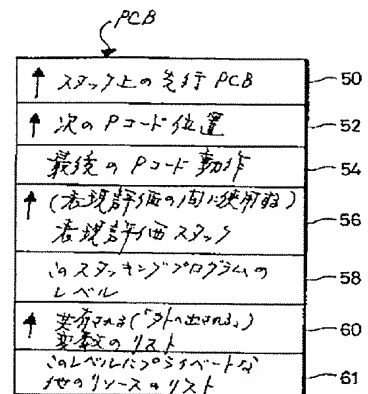 PCB
↑ スタック上の先行PCB
50
↑ 次のPコード位置
52
最後のPコード動作
54
↑ (表現評価の間に使用する)
表現評価スタック
56
このスタッキングプログラムの
レベル
58
↑ 共有される(「外へ出される」)
変数のリスト
60
このレベルにプライベートな
他のリソースのリスト
61